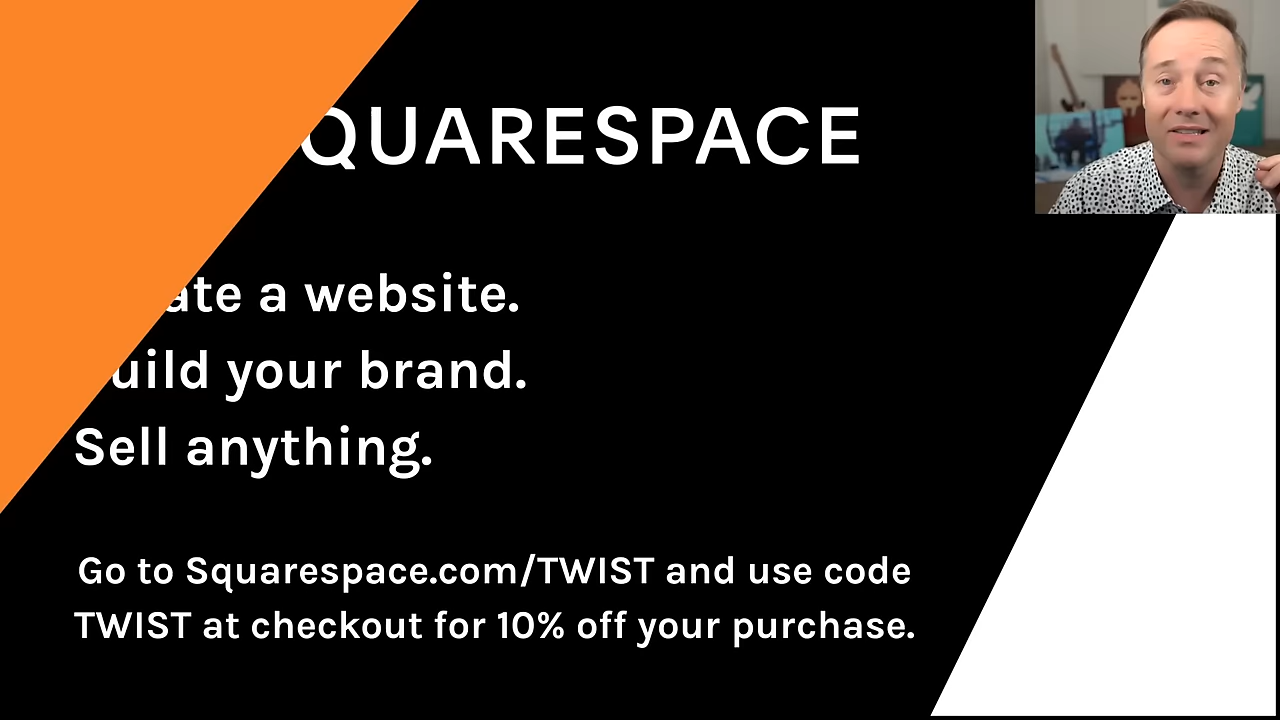 QUARESPACE
ate a website.
uild your brand.
Sell anything.
Go to Squarespace.com/TWIST and use code
TWIST at checkout for 10% off your purchase.